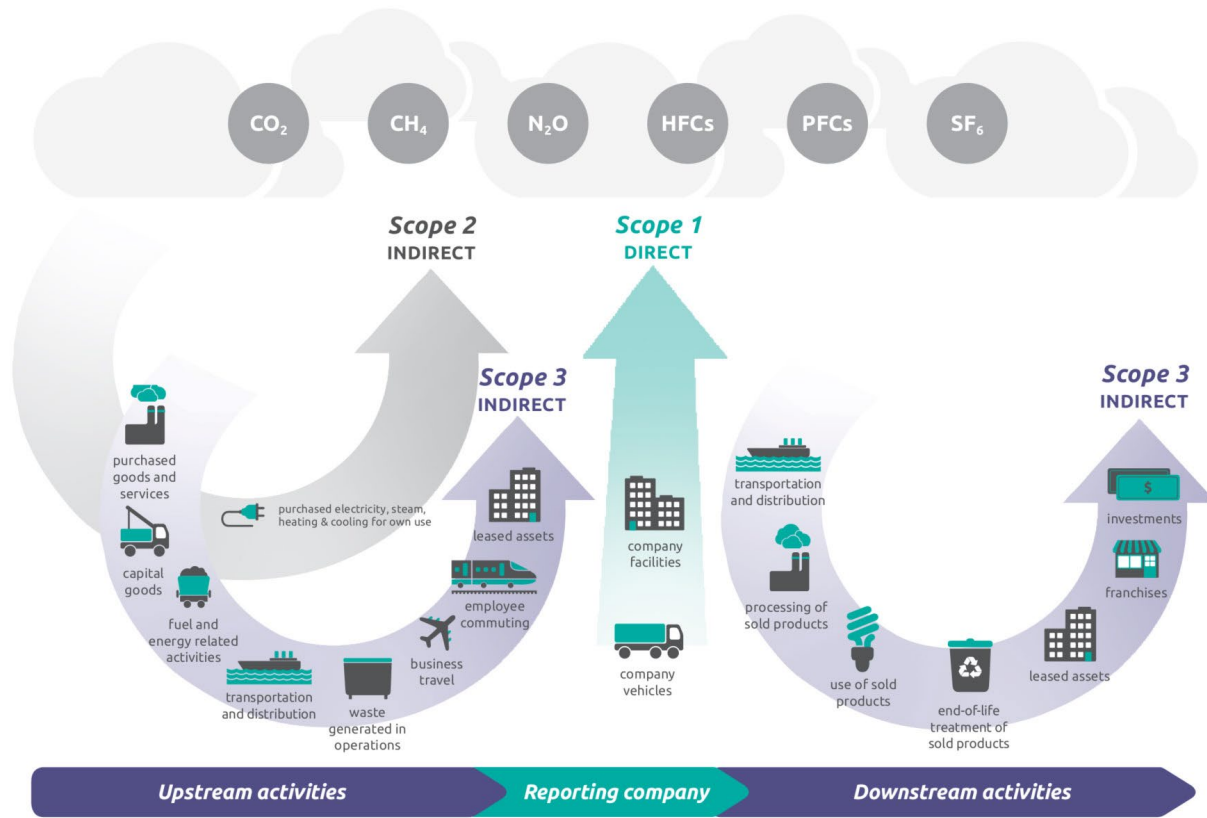 CO₂
CH₄
N₂O
HFCs
PFCs
SF₆
Scope 2
INDIRECT
Scope 1
DIRECT
Scope 3
INDIRECT
Scope 3
INDIRECT
purchased
goods and
services
capital
goods
fuel and
energy related
activities
transportation
and distribution
waste
generated in
operations
business
travel
employee
commuting
leased assets
purchased electricity, steam,
heating & cooling for own use
company
facilities
company
vehicles
transportation
and distribution
processing of
sold products
use of sold
products
end-of-life
treatment of
sold products
leased assets
franchises
$
investments
Upstream activities
Reporting company
Downstream activities